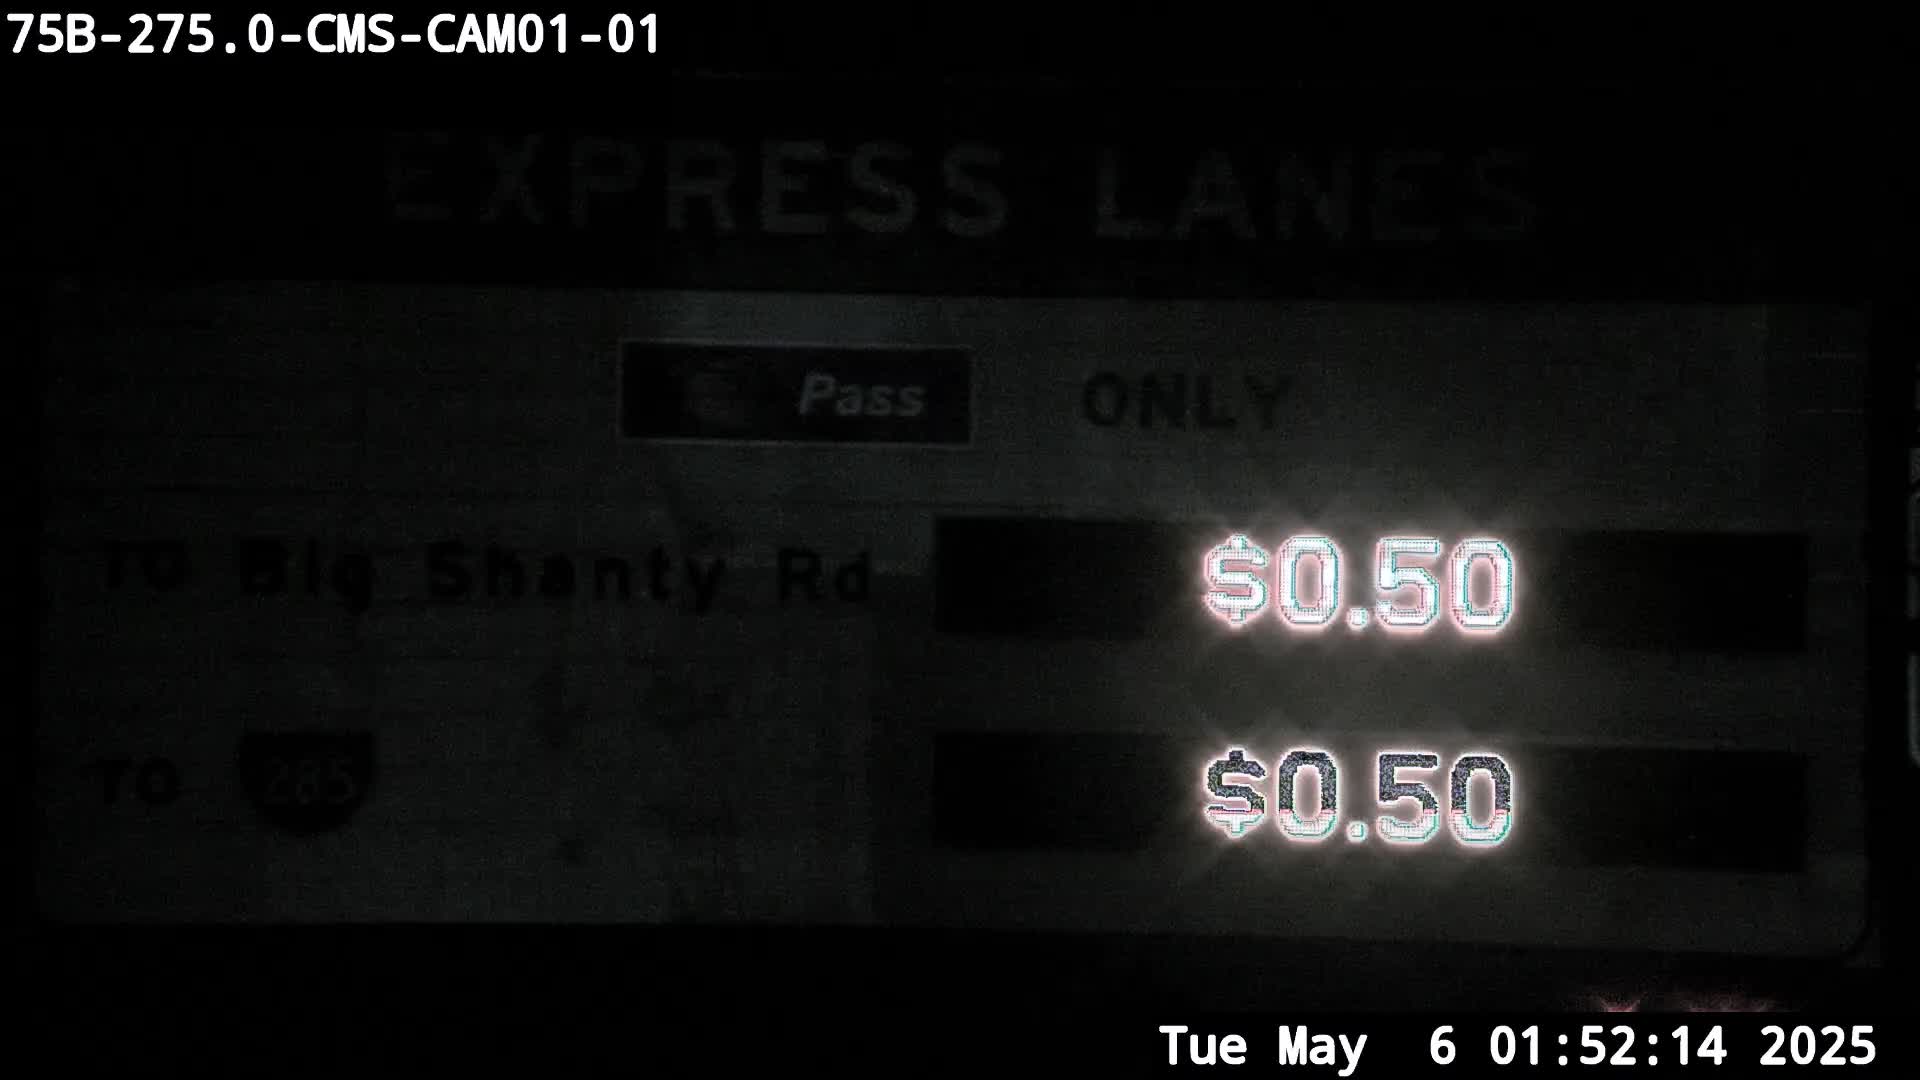 75B-275.0-CMS-CAM01-01
EXPRESS LANES
Pass ONLY
TO Big Shanty Rd $0.50
TO 285 $0.50
Tue May 6 01:52:14 2025